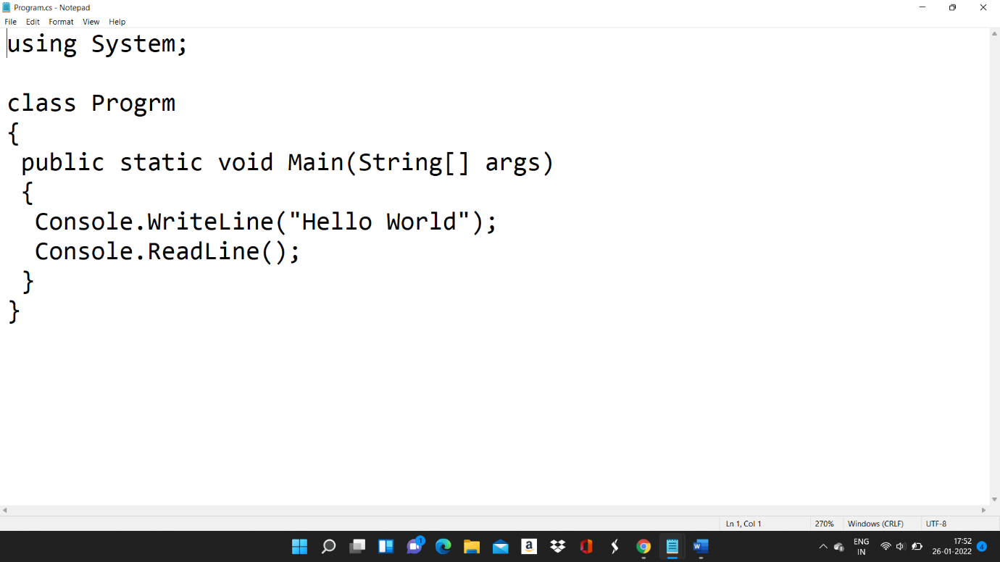 Program.cs - Notepad
File Edit Format View Help
using System;
class Progrm
{
 public static void Main(String[] args)
 {
  Console.WriteLine("Hello World");
  Console.ReadLine();
 }
}
Ln 1, Col 1 270% Windows (CRLF) UTF-8
1
a
W
ENG
IN
17:52
26-01-2022
4